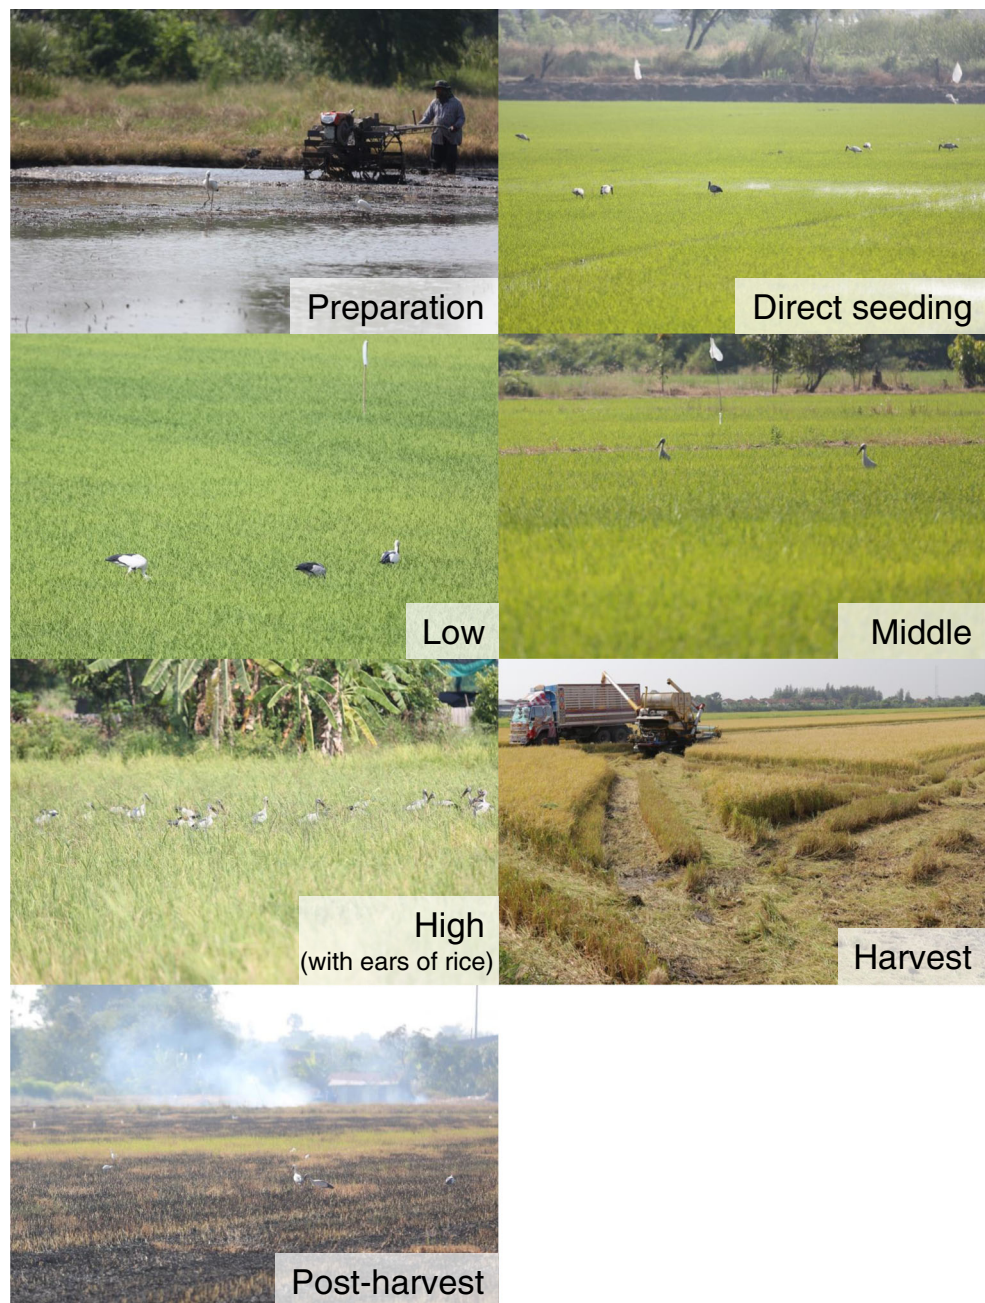 Preparation
Direct seeding
Low
Middle
High
(with ears of rice)
Harvest
Post-harvest